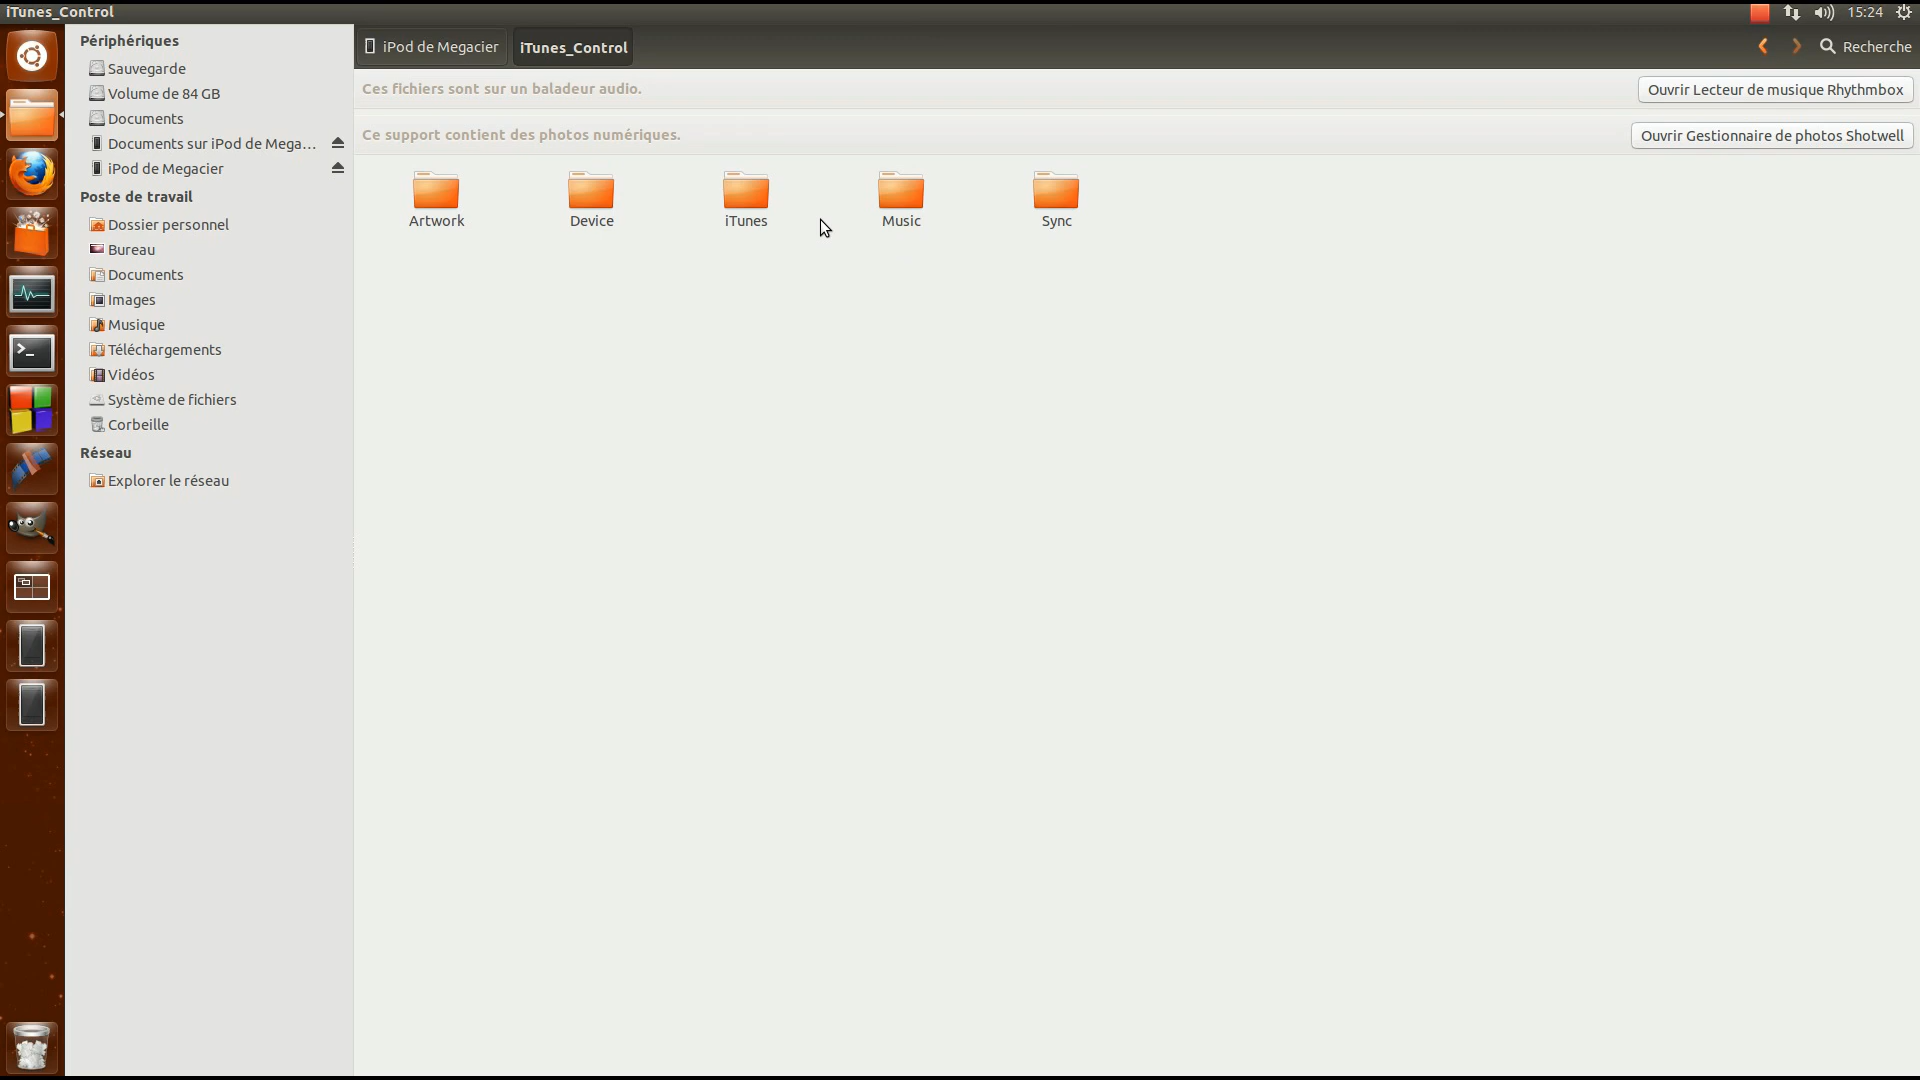 iTunes_Control
15:24
Périphériques
Sauvegarde
Volume de 84 GB
Documents
Documents sur iPod de Mega...
iPod de Megacier
Poste de travail
Dossier personnel
Bureau
Documents
Images
Musique
Téléchargements
Vidéos
Système de fichiers
Corbeille
Réseau
Explorer le réseau
iPod de Megacier
iTunes_Control
Recherche
Ces fichiers sont sur un baladeur audio.
Ouvrir Lecteur de musique Rhythmbox
Ce support contient des photos numériques.
Ouvrir Gestionnaire de photos Shotwell
Artwork
Device
iTunes
Music
Sync